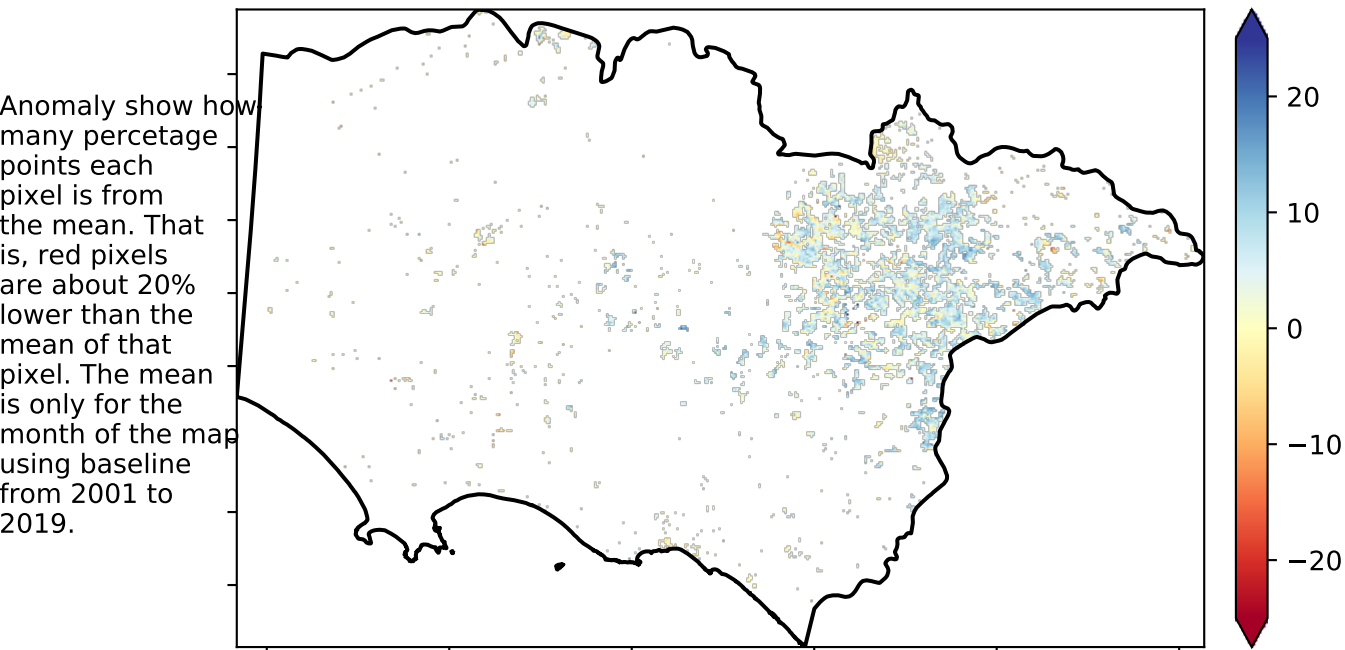 Anomaly show how
many percetage
points each
pixel is from
the mean. That
is, red pixels
are about 20%
lower than the
mean of that
pixel. The mean
is only for the
month of the map
using baseline
from 2001 to
2019.
20
10
0
−10
−20